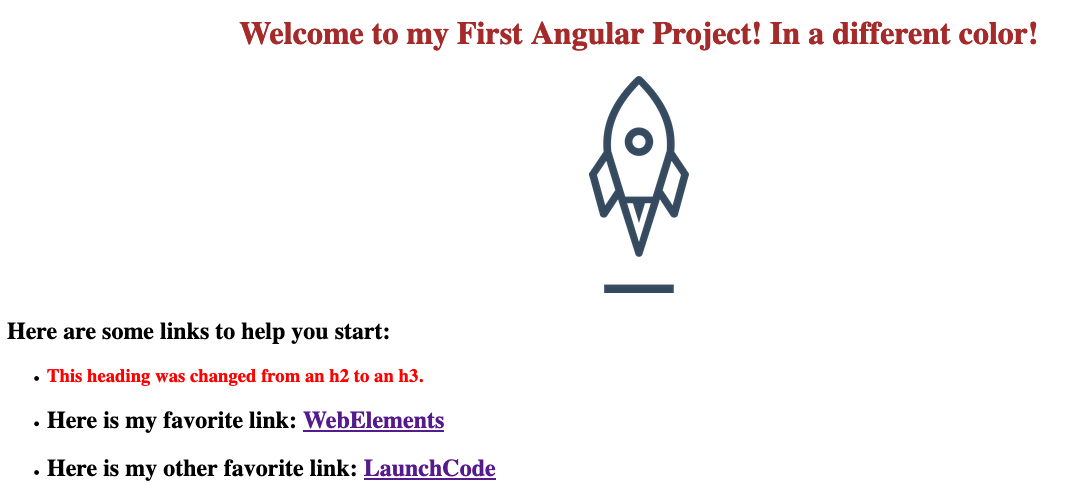 Welcome to my First Angular Project! In a different color!
Here are some links to help you start:
This heading was changed from an h2 to an h3.
Here is my favorite link: WebElements
Here is my other favorite link: LaunchCode